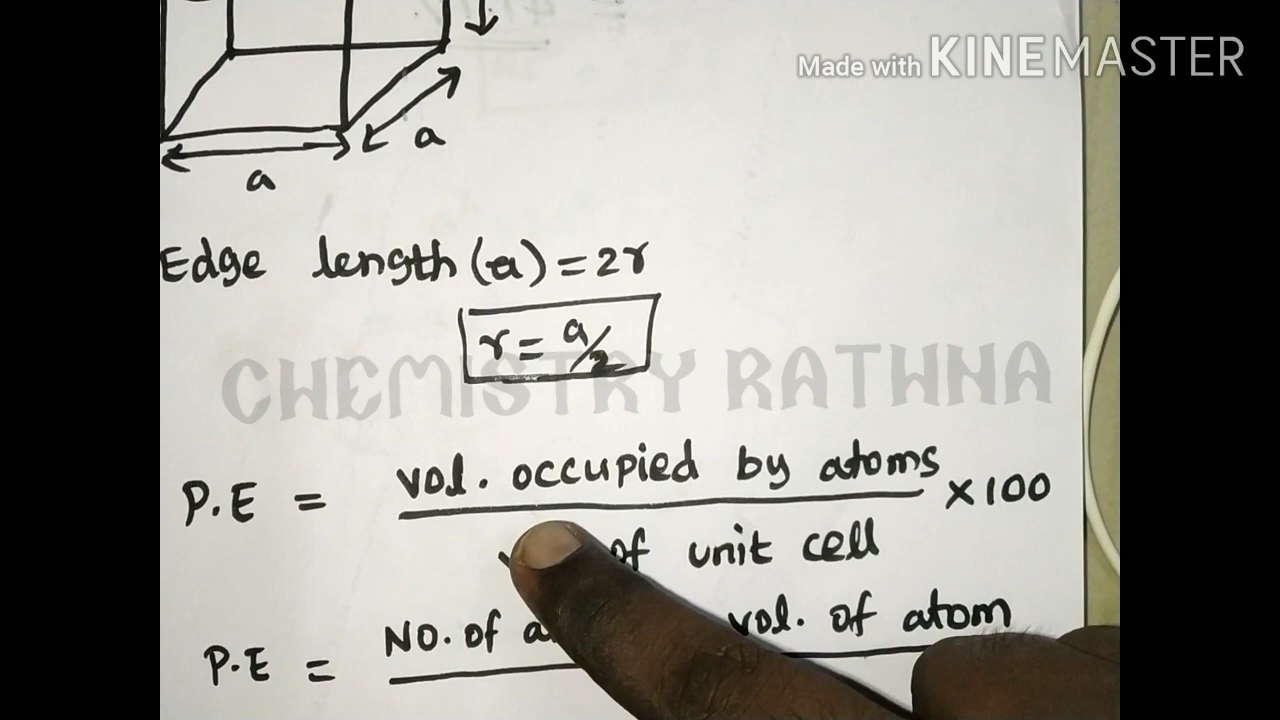 Made with KINEMASTER
a
a
Edge length (a) = 2r
r = a/2
CHEMISTRY RATHNA
P.E = vol. occupied by atoms × 100
of unit cell
P.E = NO. of vol. of atom